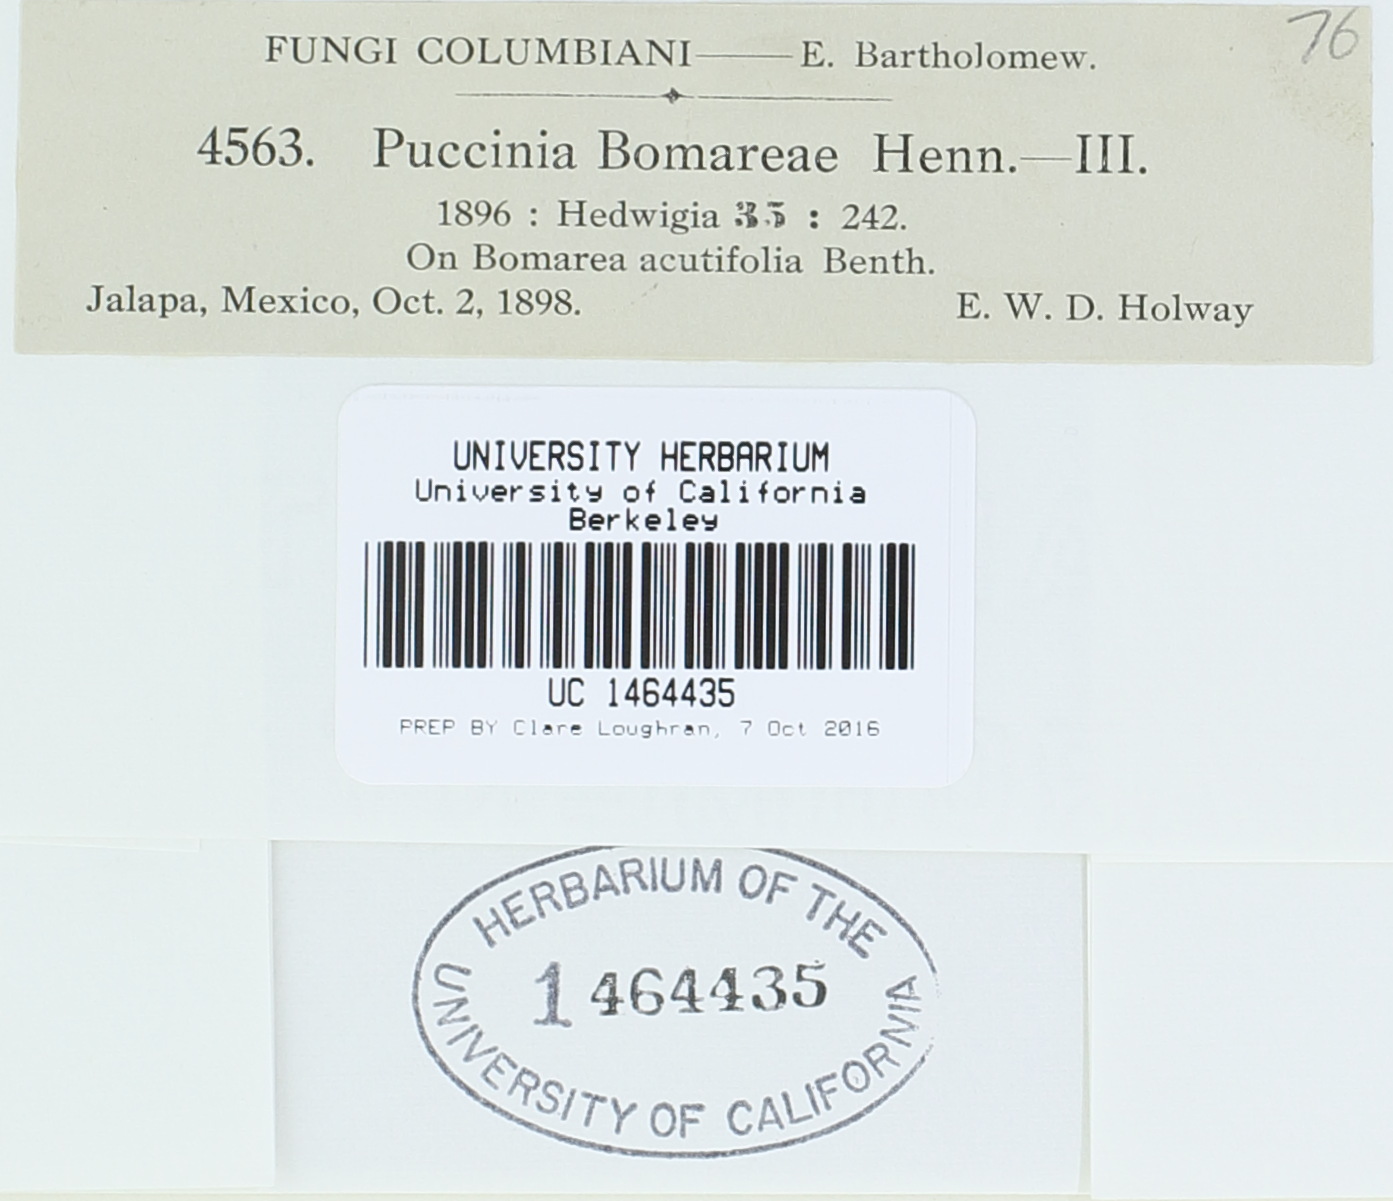 76
FUNGI COLUMBIANI—— E. Bartholomew.
4563. Puccinia Bomareae Henn.—III.
1896 : Hedwigia 35 : 242.
On Bomarea acutifolia Benth.
Jalapa, Mexico, Oct. 2, 1898. E. W. D. Holway
UNIVERSITY HERBARIUM
University of California
Berkeley
UC 1464435
PREP BY Clare Loughran, 7 Oct 2016
HERBARIUM OF THE
1464435
UNIVERSITY OF CALIFORNIA